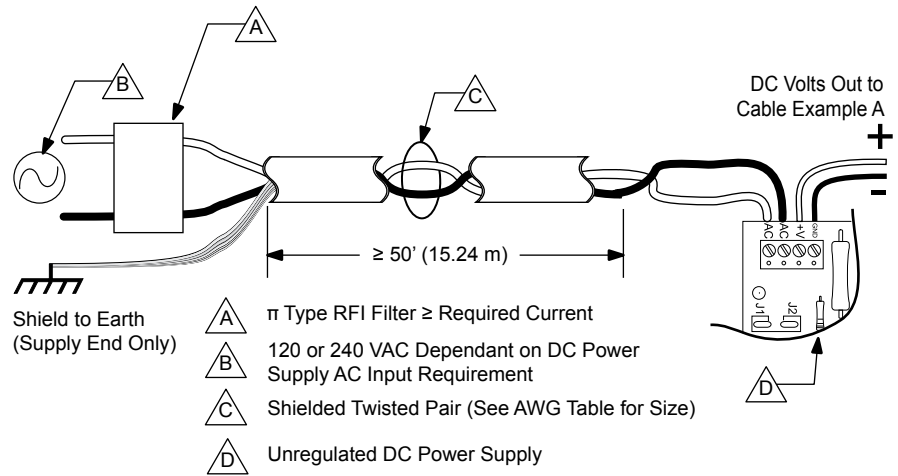 A
B
C
DC Volts Out to
Cable Example A
+
-
≥ 50' (15.24 m)
AC
AC
+V
GND
J1
J2
Shield to Earth
(Supply End Only)
D
A π Type RFI Filter ≥ Required Current
B 120 or 240 VAC Dependant on DC Power
Supply AC Input Requirement
C Shielded Twisted Pair (See AWG Table for Size)
D Unregulated DC Power Supply